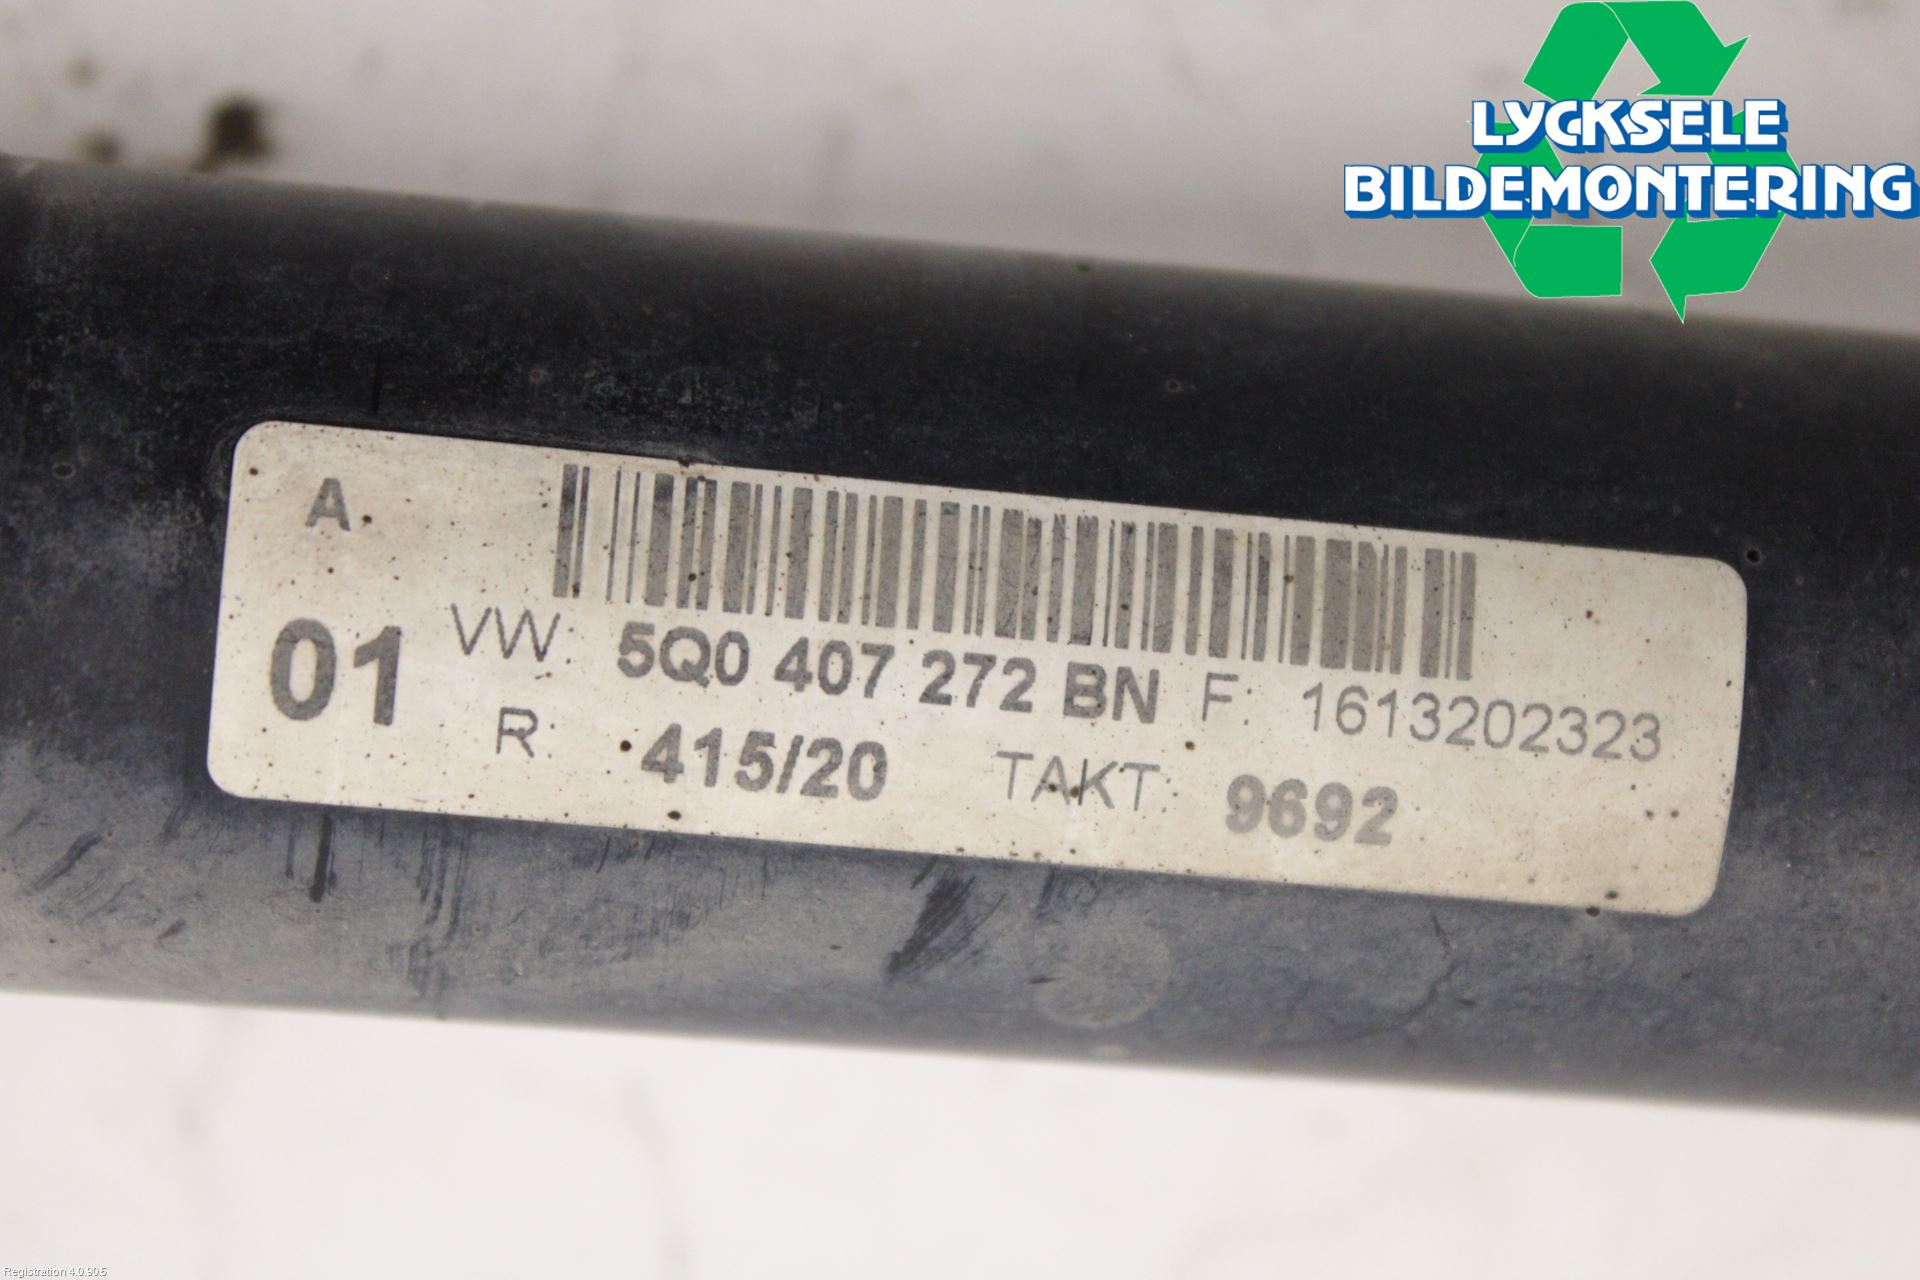 LYCKSELE
BILDEMONTERING
A
01
VW: 5Q0 407 272 BN F: 1613202323
R: 415/20 TAKT: 9692
Registration 4.0.90.5